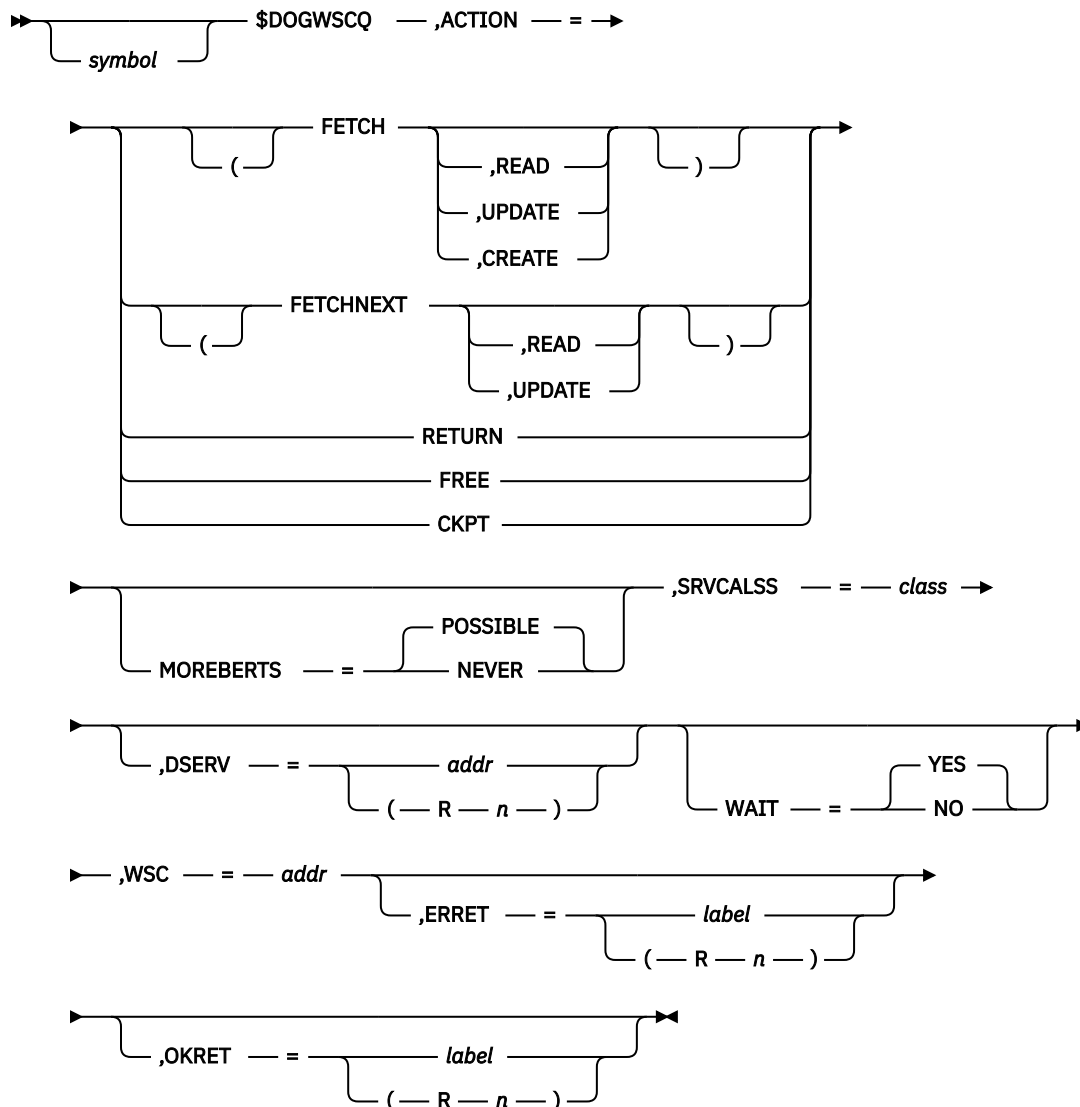 $DOGWSCQ ,ACTION =
symbol
FETCH
( ,READ )
,UPDATE
,CREATE
FETCHNEXT
( ,READ )
,UPDATE
RETURN
FREE
CKPT
,SRVCALSS = class
POSSIBLE
MOREBERTS = NEVER
,DSERV = addr YES
( R n ) WAIT = NO
,WSC = addr
,ERRET = label
( R n )
,OKRET = label
( R n )